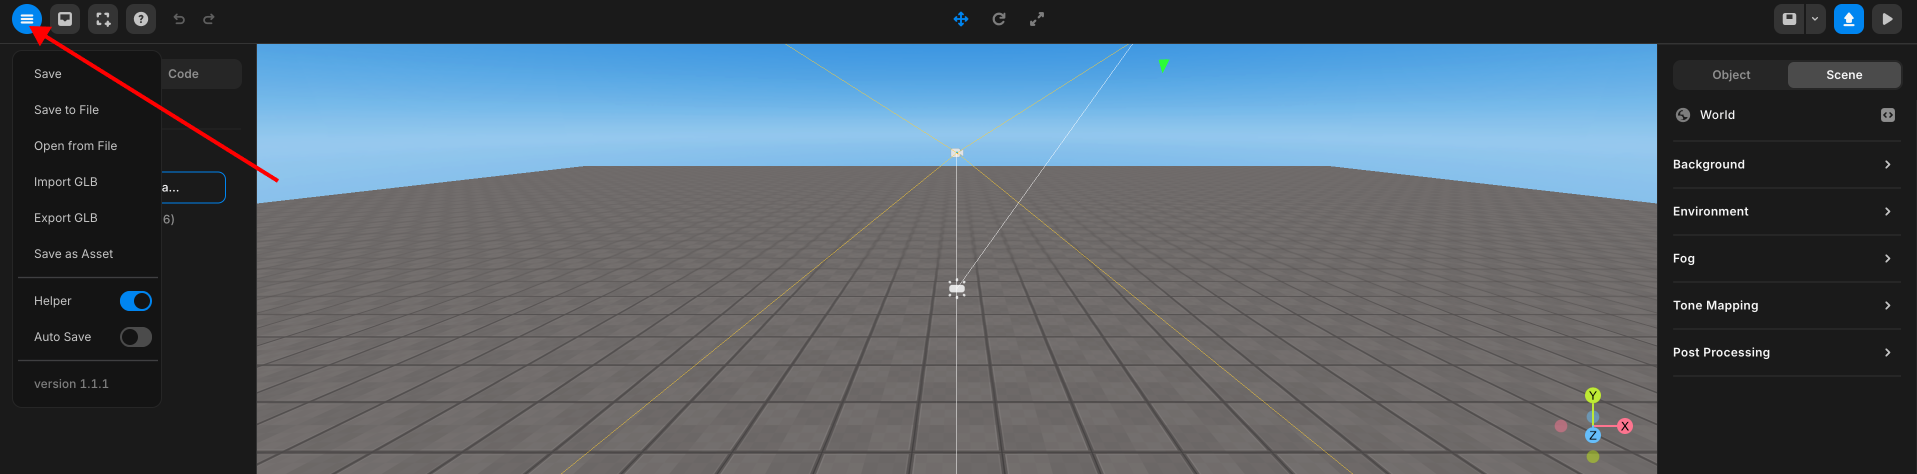 Save
Code
Save to File
Open from File
Import GLB
a...
Export GLB
6)
Save as Asset
Helper
Auto Save
version 1.1.1
Object
Scene
World
Background
Environment
Fog
Tone Mapping
Post Processing
Y
X
Z